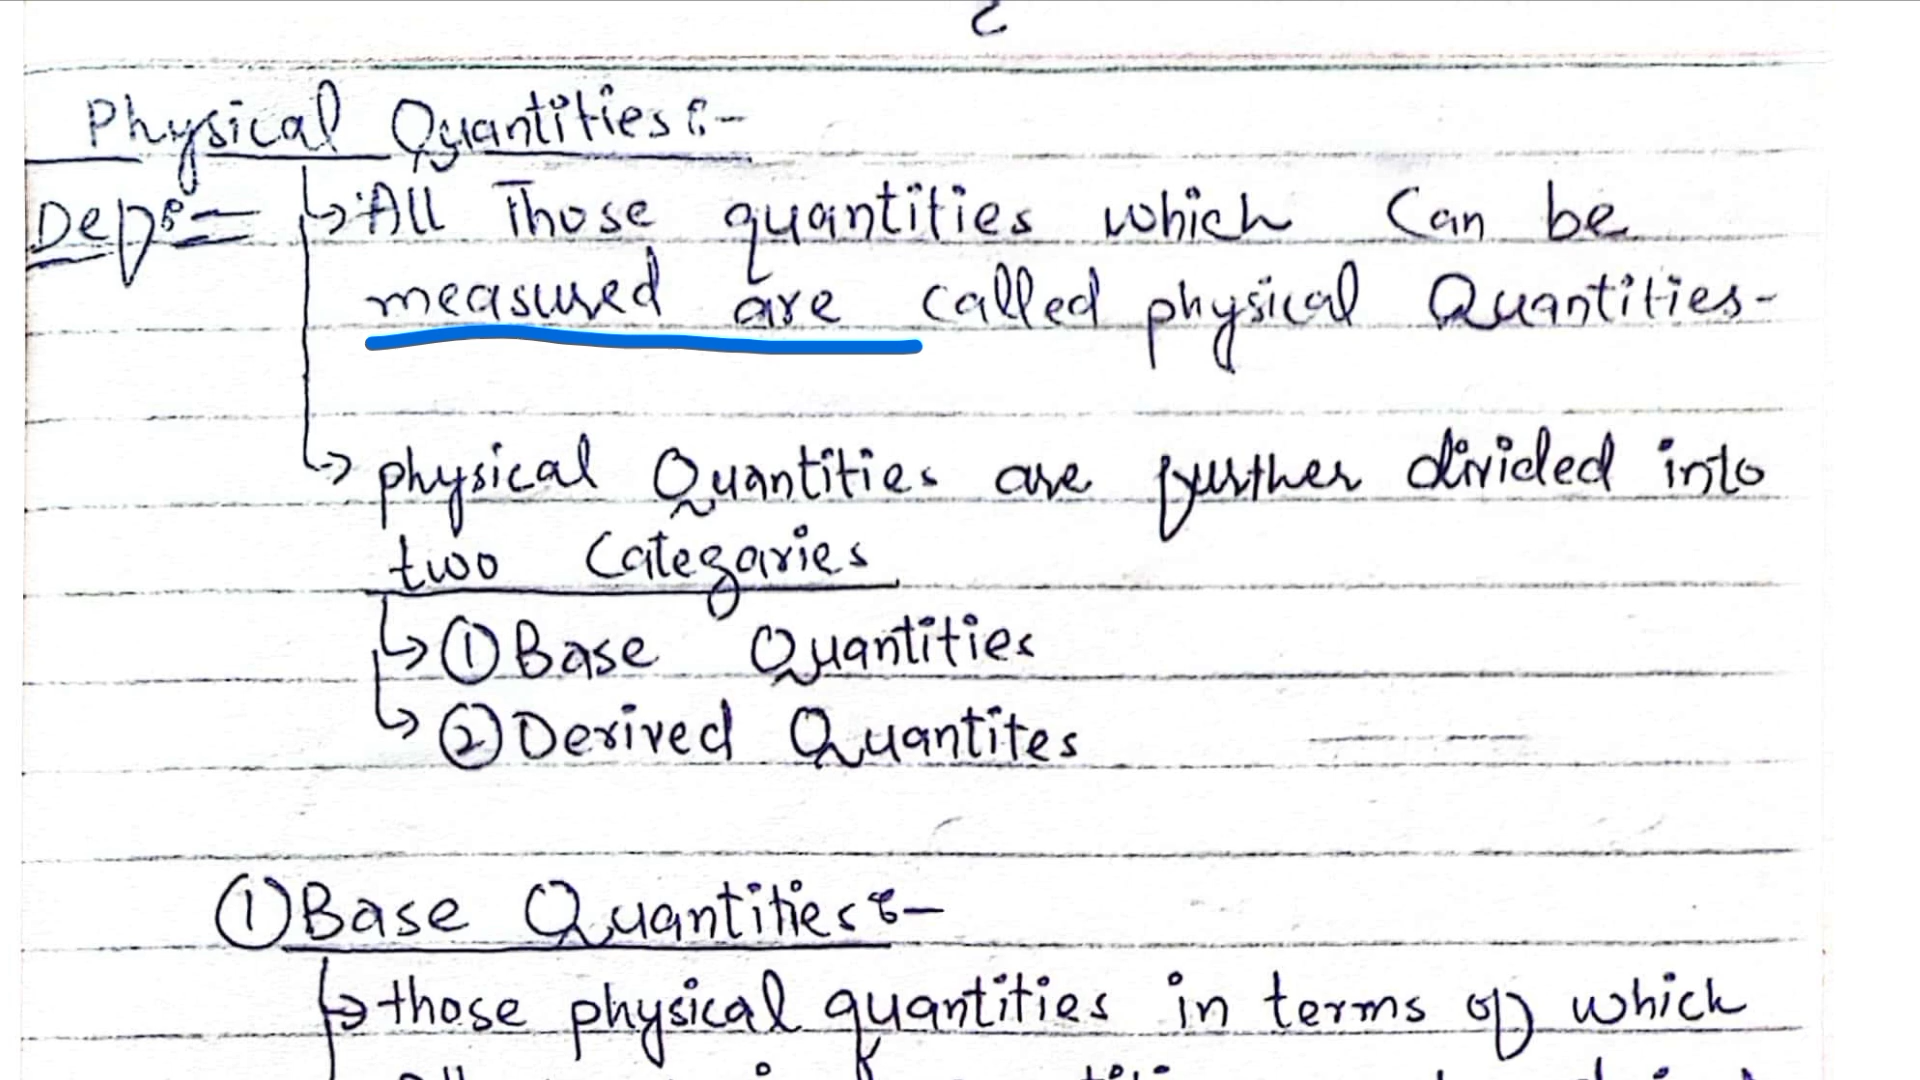 Physical Quantities:-
Def:= ↳ All Those quantities which Can be
measured are called physical Quantities-
↳ physical Quantities are further divided into
two Categaries
↳ ① Base Quantities
↳ ② Derived Quantites
① Base Quantities:-
↳ those physical quantities in terms of which